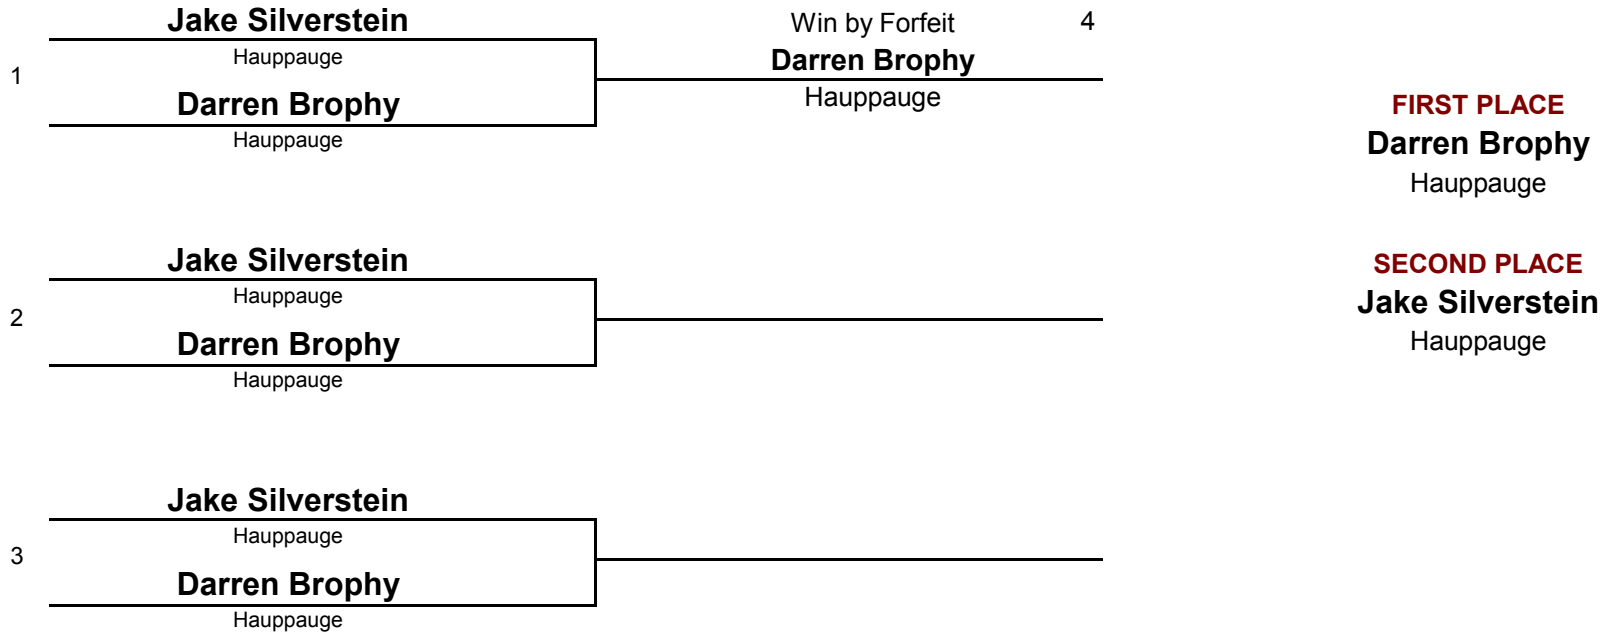 Jake Silverstein
Hauppauge
1
Darren Brophy
Hauppauge
Win by Forfeit 4
Darren Brophy
Hauppauge
FIRST PLACE
Darren Brophy
Hauppauge
Jake Silverstein
Hauppauge
2
Darren Brophy
Hauppauge
SECOND PLACE
Jake Silverstein
Hauppauge
Jake Silverstein
Hauppauge
3
Darren Brophy
Hauppauge